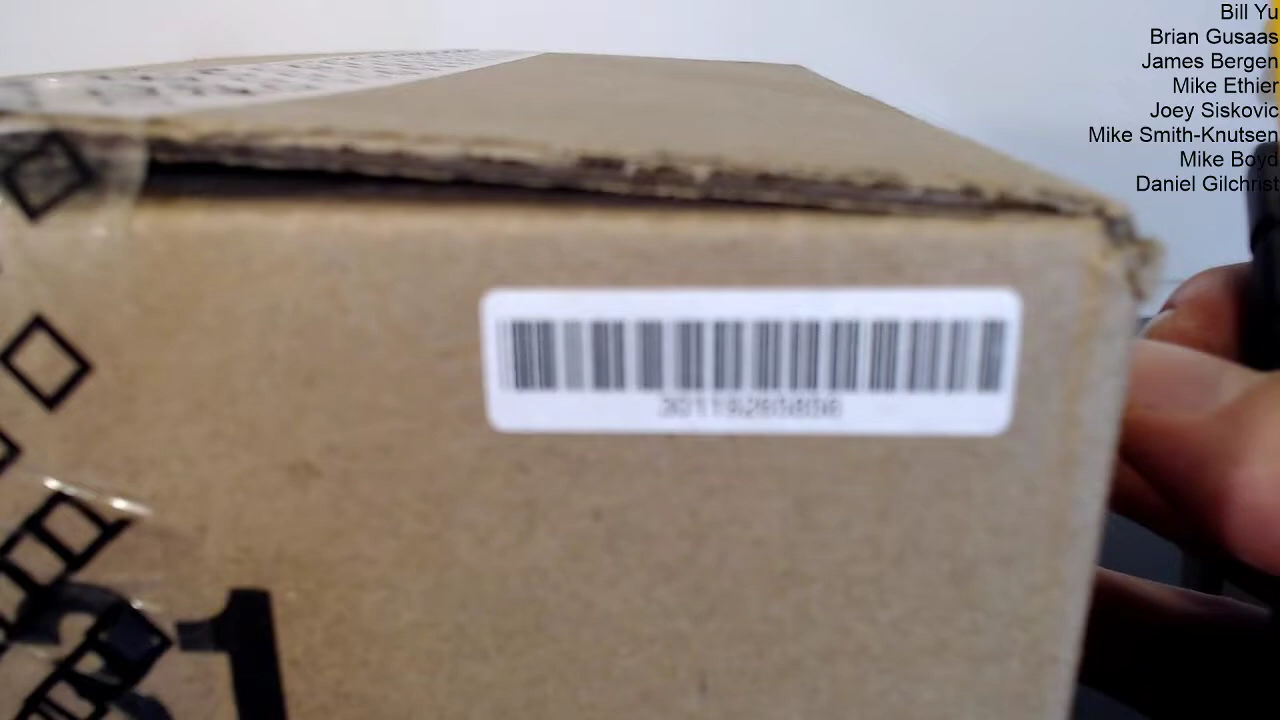 Bill Yu
Brian Gusaas
James Bergen
Mike Ethier
Joey Siskovic
Mike Smith-Knutsen
Mike Boyd
Daniel Gilchrist